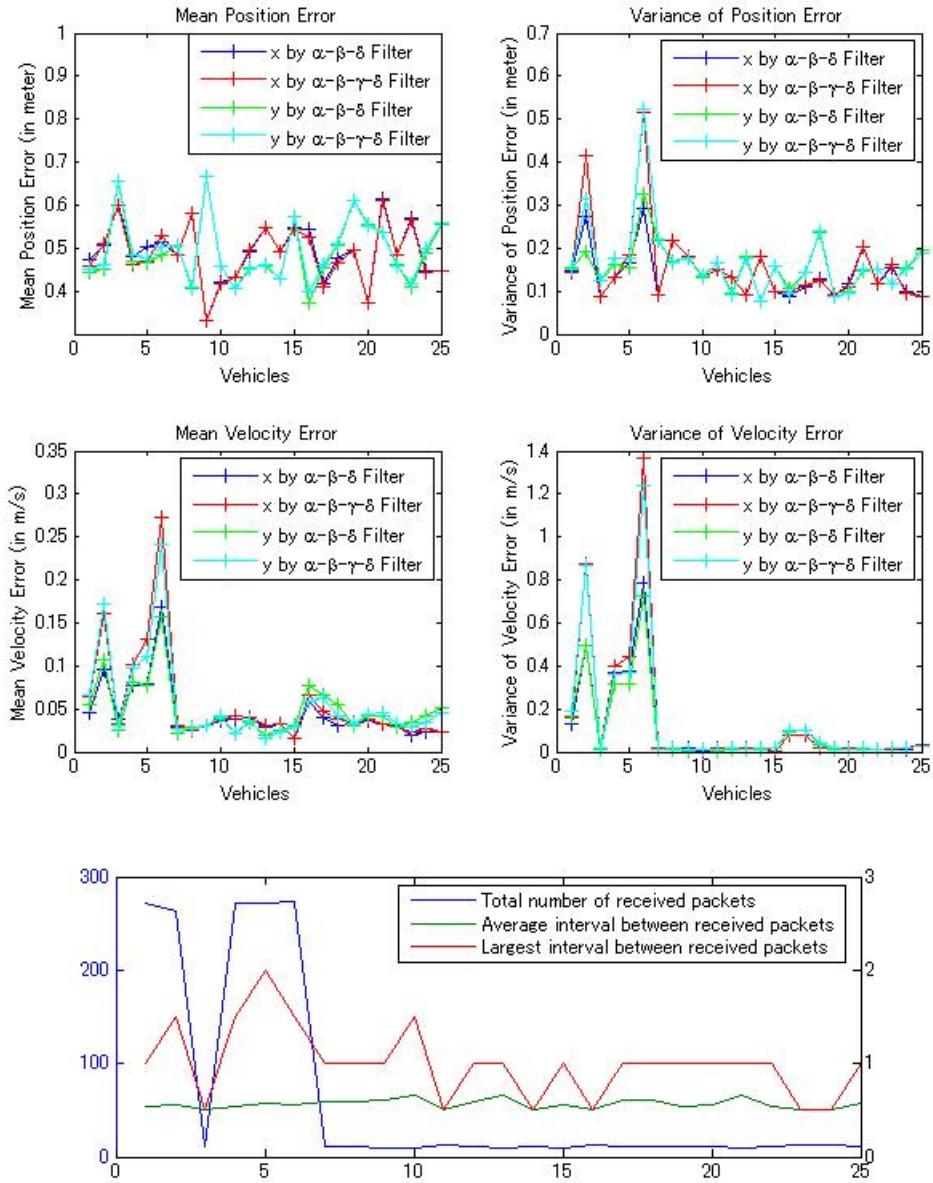 Mean Position Error
Mean Position Error (in meter)
1
0.9
0.8
0.7
0.6
0.5
0.4
0 5 10 15 20 25
Vehicles
x by α-β-δ Filter
x by α-β-γ-δ Filter
y by α-β-δ Filter
y by α-β-γ-δ Filter
Variance of Position Error
Variance of Position Error (in meter)
0.7
0.6
0.5
0.4
0.3
0.2
0.1
0
0 5 10 15 20 25
Vehicles
x by α-β-δ Filter
x by α-β-γ-δ Filter
y by α-β-δ Filter
y by α-β-γ-δ Filter
Mean Velocity Error
Mean Velocity Error (in m/s)
0.35
0.3
0.25
0.2
0.15
0.1
0.05
0
0 5 10 15 20 25
Vehicles
x by α-β-δ Filter
x by α-β-γ-δ Filter
y by α-β-δ Filter
y by α-β-γ-δ Filter
Variance of Velocity Error
Variance of Velocity Error (in m/s)
1.4
1.2
1
0.8
0.6
0.4
0.2
0
0 5 10 15 20 25
Vehicles
x by α-β-δ Filter
x by α-β-γ-δ Filter
y by α-β-δ Filter
y by α-β-γ-δ Filter
300
200
100
0
3
2
1
0
0 5 10 15 20 25
Total number of received packets
Average interval between received packets
Largest interval between received packets